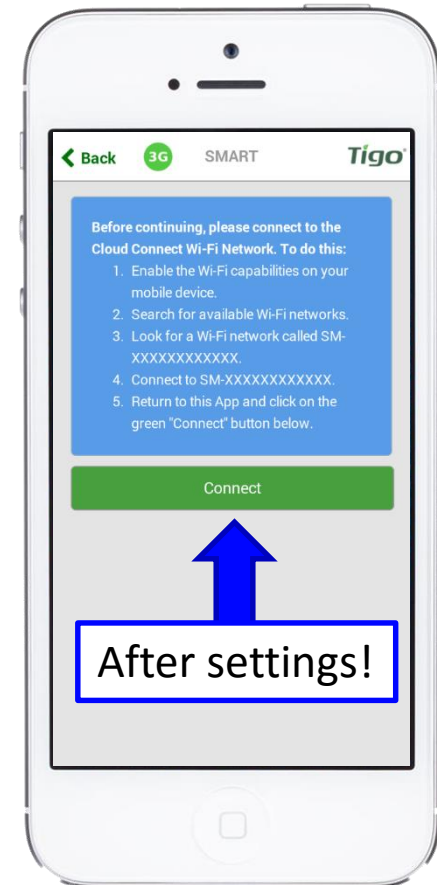 Back 3G SMART Tigo
Before continuing, please connect to the
Cloud Connect Wi-Fi Network. To do this:
1. Enable the Wi-Fi capabilities on your
mobile device.
2. Search for available Wi-Fi networks.
3. Look for a Wi-Fi network called SM-
XXXXXXXXXXXX.
4. Connect to SM-XXXXXXXXXXXX.
5. Return to this App and click on the
green "Connect" button below.
Connect
After settings!